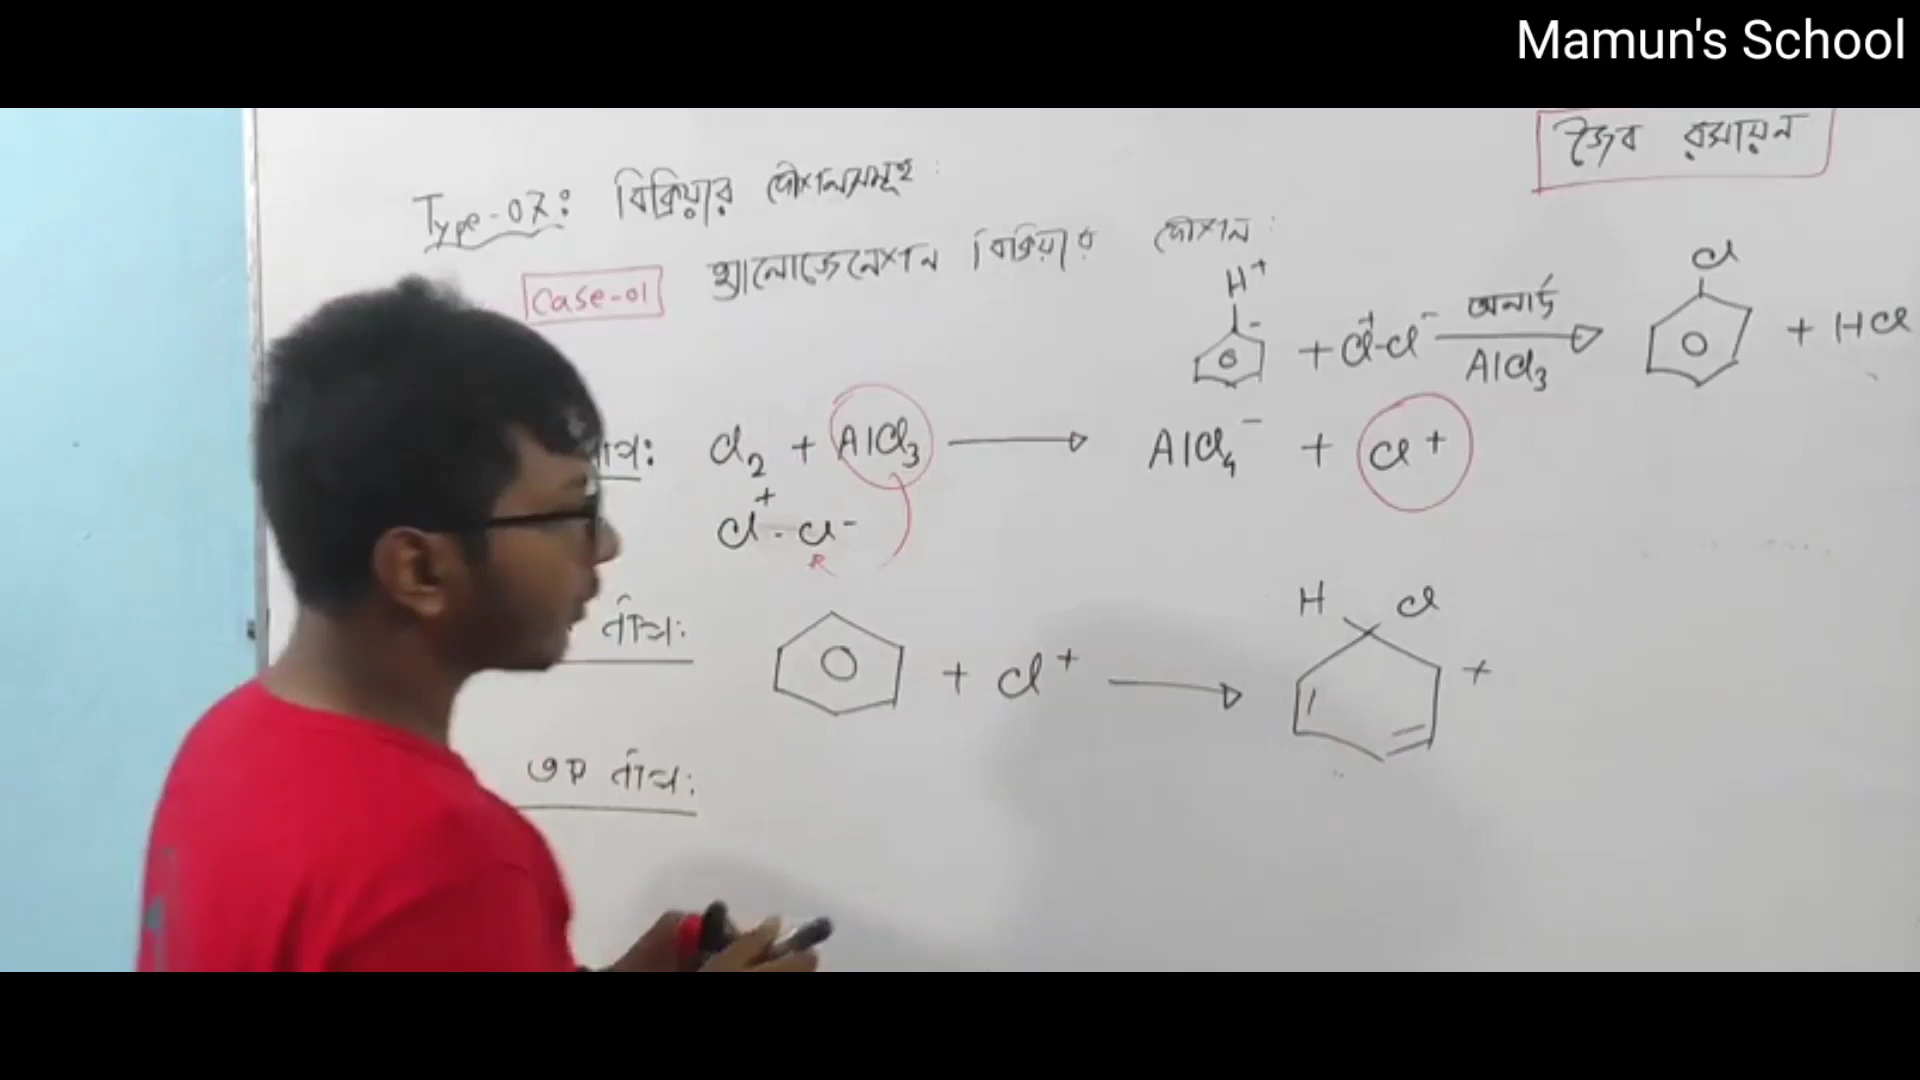 Mamun's School
জৈব রসায়ন
Type-07: বিক্রিয়ার কৌশলসমূহ:
Case-01 হ্যালোজেনেশন বিক্রিয়ার কৌশল:
H⁺ - + Cl⁺-Cl⁻ অনার্দ্র AlCl₃ Cl + HCl
Cl₂ + AlCl₃ → AlCl₄⁻ + Cl⁺
Cl⁺ - Cl⁻
ধাপ: + Cl⁺ → H Cl +
৩য় ধাপ: